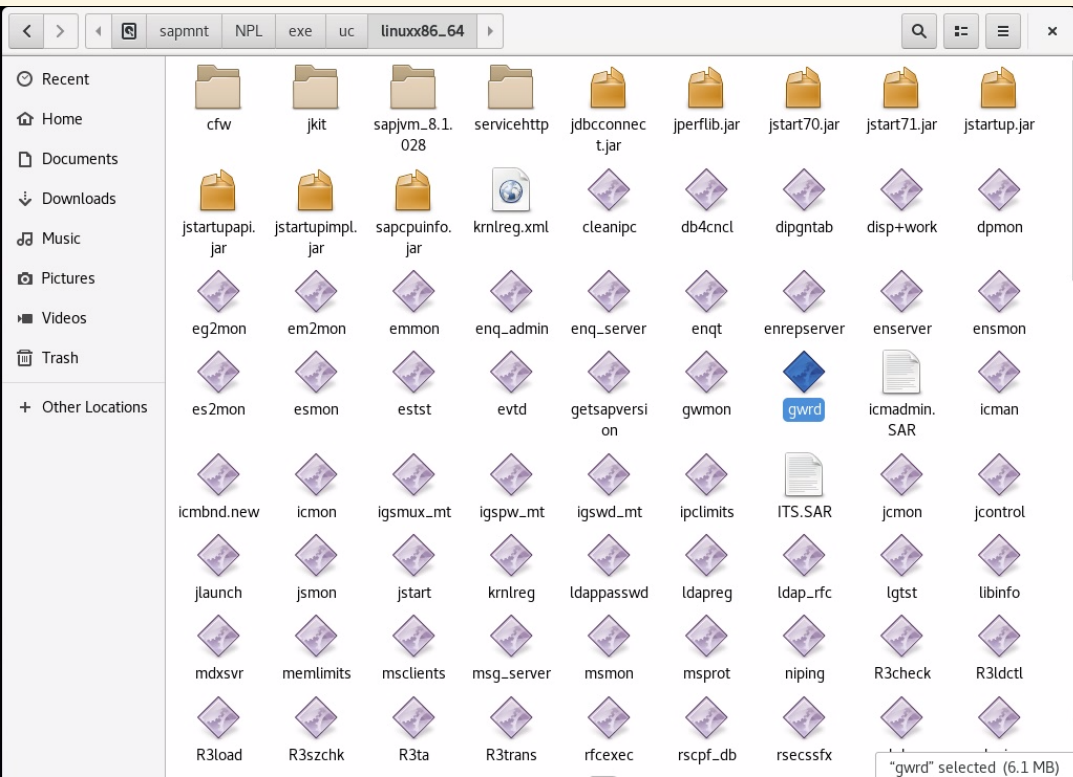 sapmnt NPL exe uc linuxx86_64
Recent
Home
Documents
Downloads
Music
Pictures
Videos
Trash
+ Other Locations
cfw jkit sapjvm_8.1. servicehttp jdbcconnec jperflib.jar jstart70.jar jstart71.jar jstartup.jar
028 t.jar
jstartupapi. jstartupimpl. sapcpuinfo. krnlreg.xml cleanipc db4cncl dipgntab disp+work dpmon
jar jar jar
eg2mon em2mon emmon enq_admin enq_server enqt enrepserver enserver ensmon
es2mon esmon estst evtd getsapversi gwmon gwrd icmadmin. icman
on SAR
icmbnd.new icmon igsmux_mt igspw_mt igswd_mt ipclimits ITS.SAR jcmon jcontrol
jlaunch jsmon jstart krnlreg ldappasswd ldapreg ldap_rfc lgtst libinfo
mdxsvr memlimits msclients msg_server msmon msprot niping R3check R3ldctl
R3load R3szchk R3ta R3trans rfcexec rscpf_db rsecssfx
"gwrd" selected (6.1 MB)